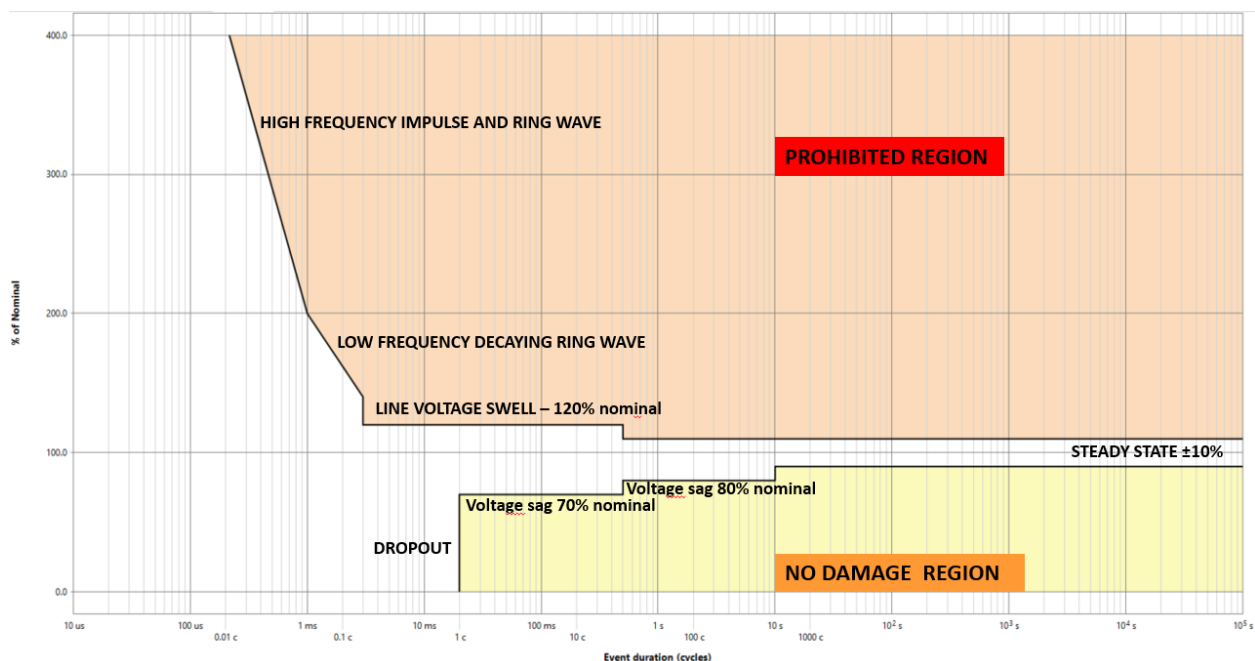 400.0
HIGH FREQUENCY IMPULSE AND RING WAVE
PROHIBITED REGION
300.0
% of Nominal
200.0
LOW FREQUENCY DECAYING RING WAVE
LINE VOLTAGE SWELL – 120% nominal
100.0
STEADY STATE ±10%
Voltage sag 80% nominal
Voltage sag 70% nominal
DROPOUT
NO DAMAGE REGION
0.0
10 us 100 us 1 ms 10 ms 100 ms 1 s 10 s 10² s 10³ s 10⁴ s 10⁵ s
0.01 c 0.1 c 1 c 10 c 100 c 1000 c
Event duration (cycles)